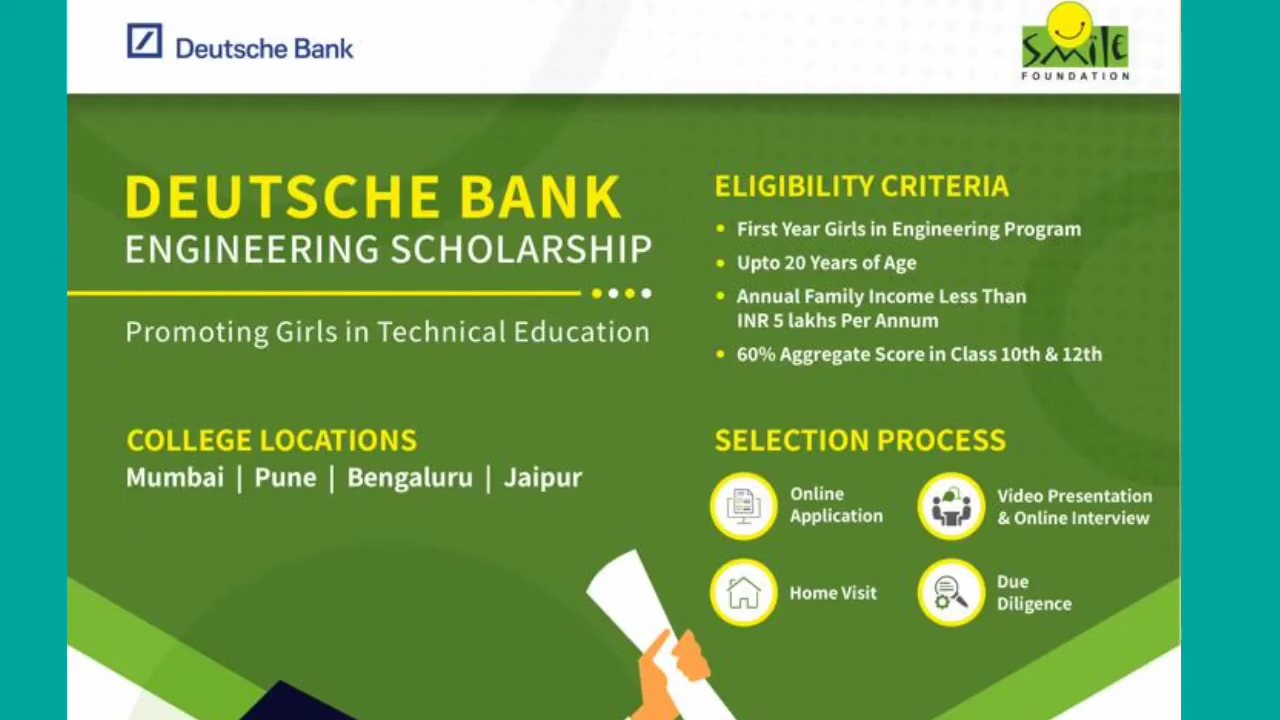 Deutsche Bank
SMILE
FOUNDATION
DEUTSCHE BANK
ENGINEERING SCHOLARSHIP
Promoting Girls in Technical Education
ELIGIBILITY CRITERIA
• First Year Girls in Engineering Program
• Upto 20 Years of Age
• Annual Family Income Less Than
INR 5 lakhs Per Annum
• 60% Aggregate Score in Class 10th & 12th
COLLEGE LOCATIONS
Mumbai | Pune | Bengaluru | Jaipur
SELECTION PROCESS
Online
Application
Video Presentation
& Online Interview
Home Visit
Due
Diligence